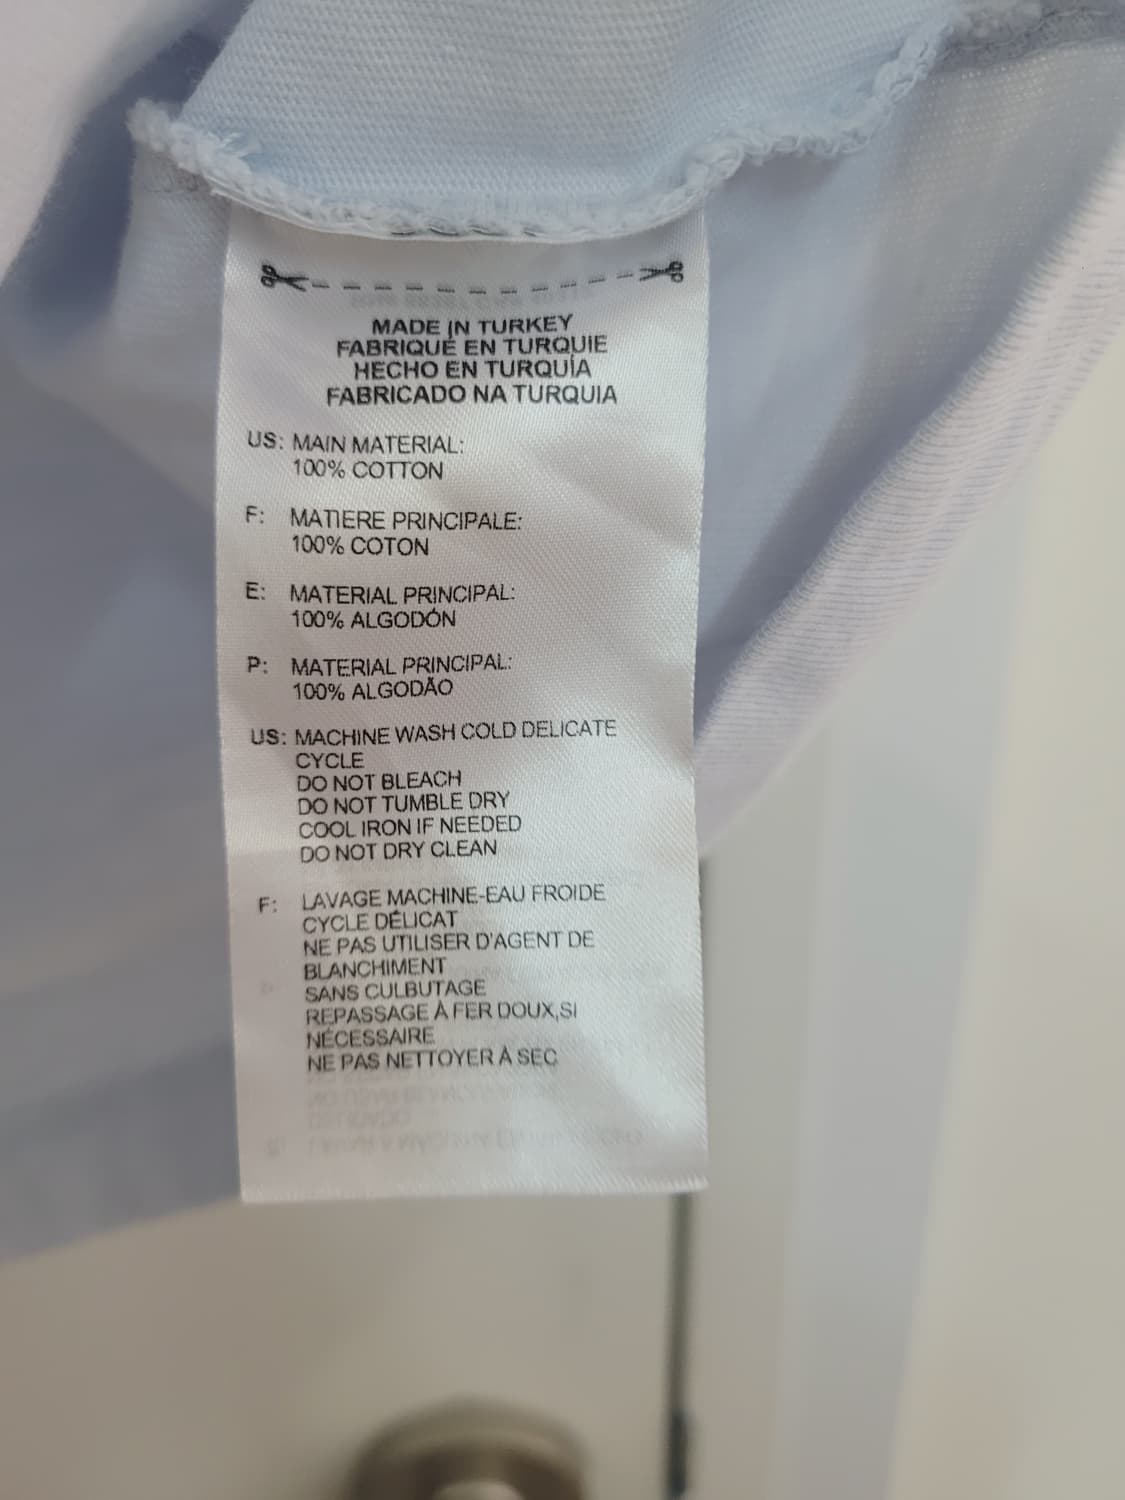 MADE IN TURKEY
FABRIQUÉ EN TURQUIE
HECHO EN TURQUÍA
FABRICADO NA TURQUIA
US: MAIN MATERIAL:
100% COTTON
F: MATIERE PRINCIPALE:
100% COTON
E: MATERIAL PRINCIPAL:
100% ALGODÓN
P: MATERIAL PRINCIPAL:
100% ALGODÃO
US: MACHINE WASH COLD DELICATE
CYCLE
DO NOT BLEACH
DO NOT TUMBLE DRY
COOL IRON IF NEEDED
DO NOT DRY CLEAN
F: LAVAGE MACHINE-EAU FROIDE
CYCLE DÉLICAT
NE PAS UTILISER D'AGENT DE
BLANCHIMENT
SANS CULBUTAGE
REPASSAGE À FER DOUX,SI
NÉCESSAIRE
NE PAS NETTOYER À SEC